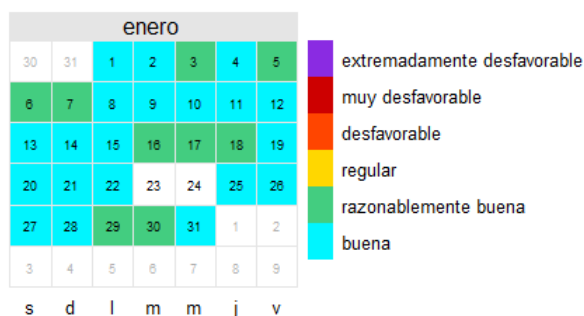 enero
30 31 1 2 3 4 5
6 7 8 9 10 11 12
13 14 15 16 17 18 19
20 21 22 23 24 25 26
27 28 29 30 31 1 2
3 4 5 6 7 8 9
s d l m m j v
extremadamente desfavorable
muy desfavorable
desfavorable
regular
razonablemente buena
buena